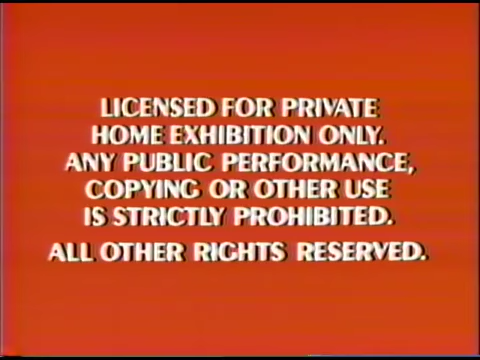 LICENSED FOR PRIVATE
HOME EXHIBITION ONLY.
ANY PUBLIC PERFORMANCE,
COPYING OR OTHER USE
IS STRICTLY PROHIBITED.
ALL OTHER RIGHTS RESERVED.